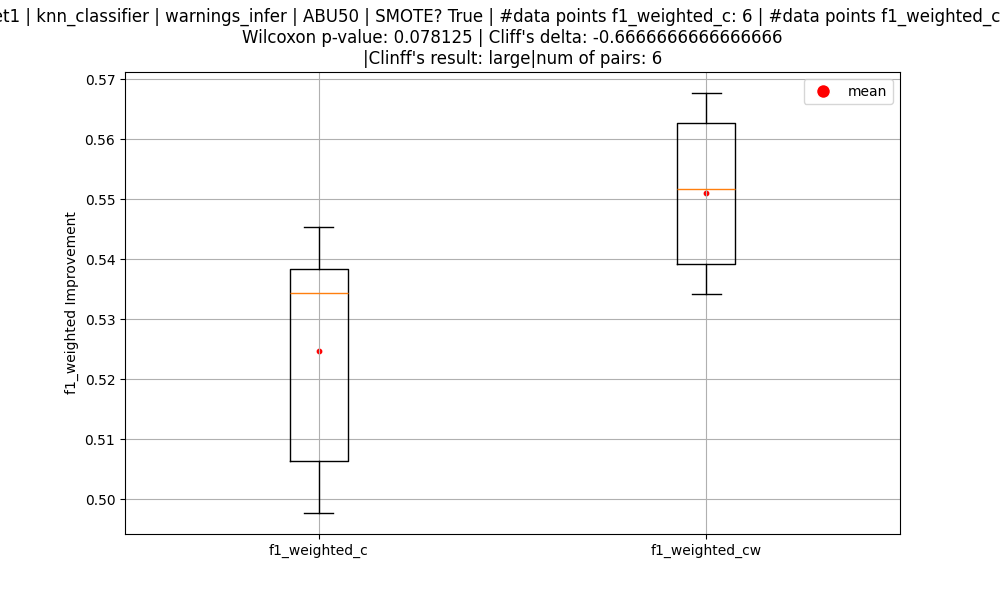 et1 | knn_classifier | warnings_infer | ABU50 | SMOTE? True | #data points f1_weighted_c: 6 | #data points f1_weighted_c
Wilcoxon p-value: 0.078125 | Cliff's delta: -0.6666666666666666
|Clinff's result: large|num of pairs: 6
mean
0.57
0.56
0.55
0.54
0.53
0.52
0.51
0.50
f1_weighted Improvement
f1_weighted_c
f1_weighted_cw